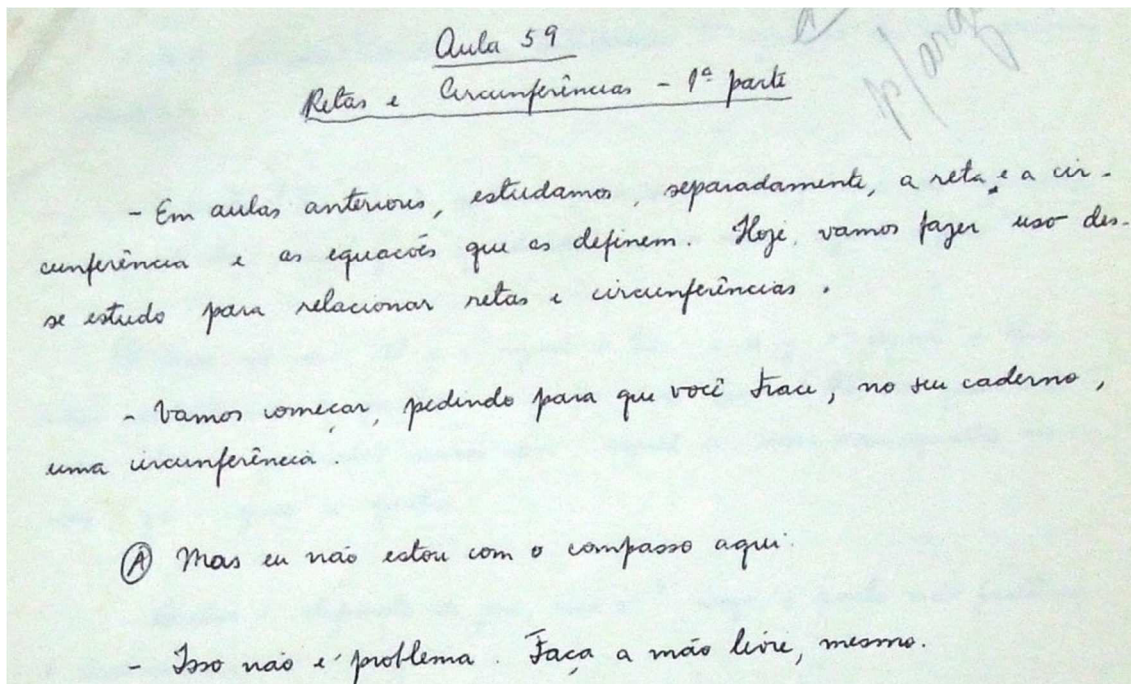 Aula 59
Retas e Circunferências - 1ª parte
- Em aulas anteriores, estudamos, separadamente, a reta e a cir-
cunferência e as equações que as definem. Hoje, vamos fazer uso des-
se estudo para relacionar retas e circunferências.
- Vamos começar, pedindo para que você trace, no seu caderno,
uma circunferência.
(A) Mas eu não estou com o compasso aqui.
- Isso não é problema. Faça a mão livre, mesmo.